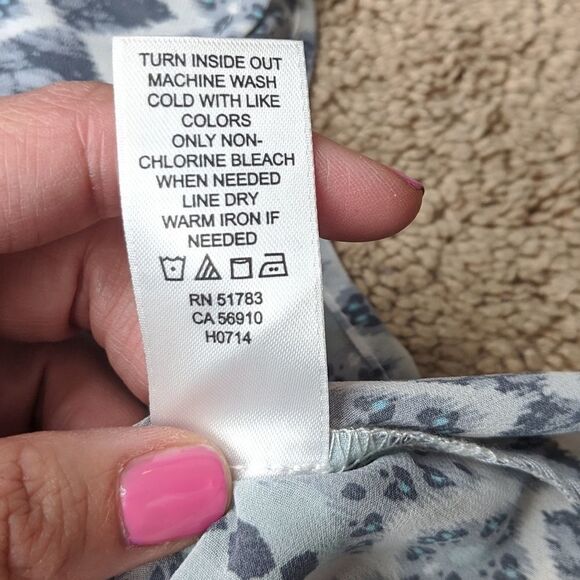 TURN INSIDE OUT
MACHINE WASH
COLD WITH LIKE
COLORS
ONLY NON-
CHLORINE BLEACH
WHEN NEEDED
LINE DRY
WARM IRON IF
NEEDED
RN 51783
CA 56910
H0714